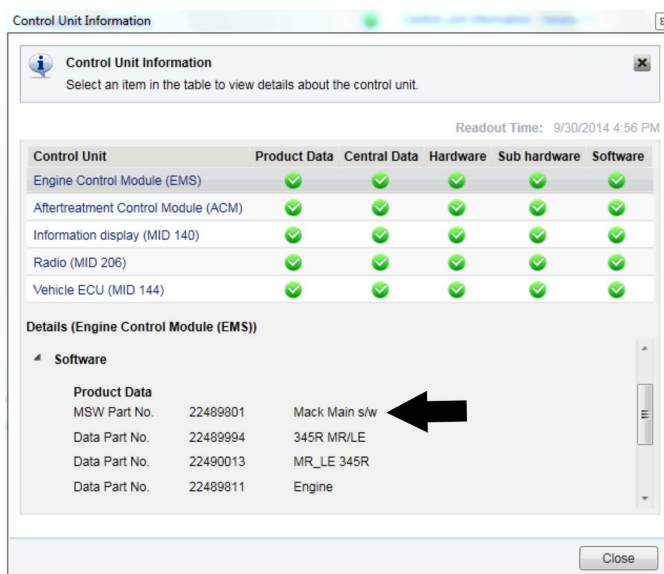 Control Unit Information
Control Unit Information
Select an item in the table to view details about the control unit.
Readout Time: 9/30/2014 4:56 PM
Control Unit Product Data Central Data Hardware Sub hardware Software
Engine Control Module (EMS)
Aftertreatment Control Module (ACM)
Information display (MID 140)
Radio (MID 206)
Vehicle ECU (MID 144)
Details (Engine Control Module (EMS))
Software
Product Data
MSW Part No. 22489801 Mack Main s/w
Data Part No. 22489994 345R MR/LE
Data Part No. 22490013 MR_LE 345R
Data Part No. 22489811 Engine
Close